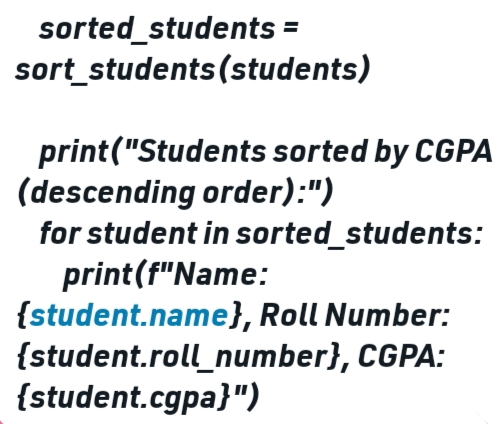 sorted_students =
sort_students(students)
print("Students sorted by CGPA
(descending order):")
for student in sorted_students:
print(f"Name:
{student.name}, Roll Number:
{student.roll_number}, CGPA:
{student.cgpa}")